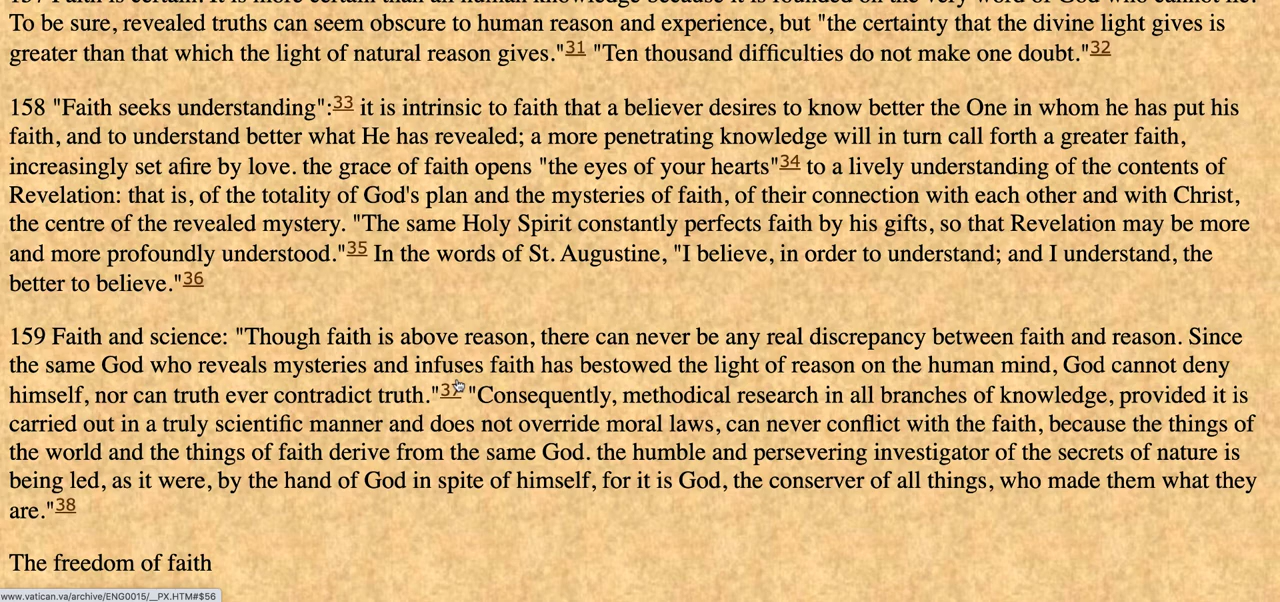 To be sure, revealed truths can seem obscure to human reason and experience, but "the certainty that the divine light gives is
greater than that which the light of natural reason gives."31 "Ten thousand difficulties do not make one doubt."32
158 "Faith seeks understanding":33 it is intrinsic to faith that a believer desires to know better the One in whom he has put his
faith, and to understand better what He has revealed; a more penetrating knowledge will in turn call forth a greater faith,
increasingly set afire by love. the grace of faith opens "the eyes of your hearts"34 to a lively understanding of the contents of
Revelation: that is, of the totality of God's plan and the mysteries of faith, of their connection with each other and with Christ,
the centre of the revealed mystery. "The same Holy Spirit constantly perfects faith by his gifts, so that Revelation may be more
and more profoundly understood."35 In the words of St. Augustine, "I believe, in order to understand; and I understand, the
better to believe."36
159 Faith and science: "Though faith is above reason, there can never be any real discrepancy between faith and reason. Since
the same God who reveals mysteries and infuses faith has bestowed the light of reason on the human mind, God cannot deny
himself, nor can truth ever contradict truth."37 "Consequently, methodical research in all branches of knowledge, provided it is
carried out in a truly scientific manner and does not override moral laws, can never conflict with the faith, because the things of
the world and the things of faith derive from the same God. the humble and persevering investigator of the secrets of nature is
being led, as it were, by the hand of God in spite of himself, for it is God, the conserver of all things, who made them what they
are."38
The freedom of faith
www.vatican.va/archive/ENG0015/__PX.HTM#$56